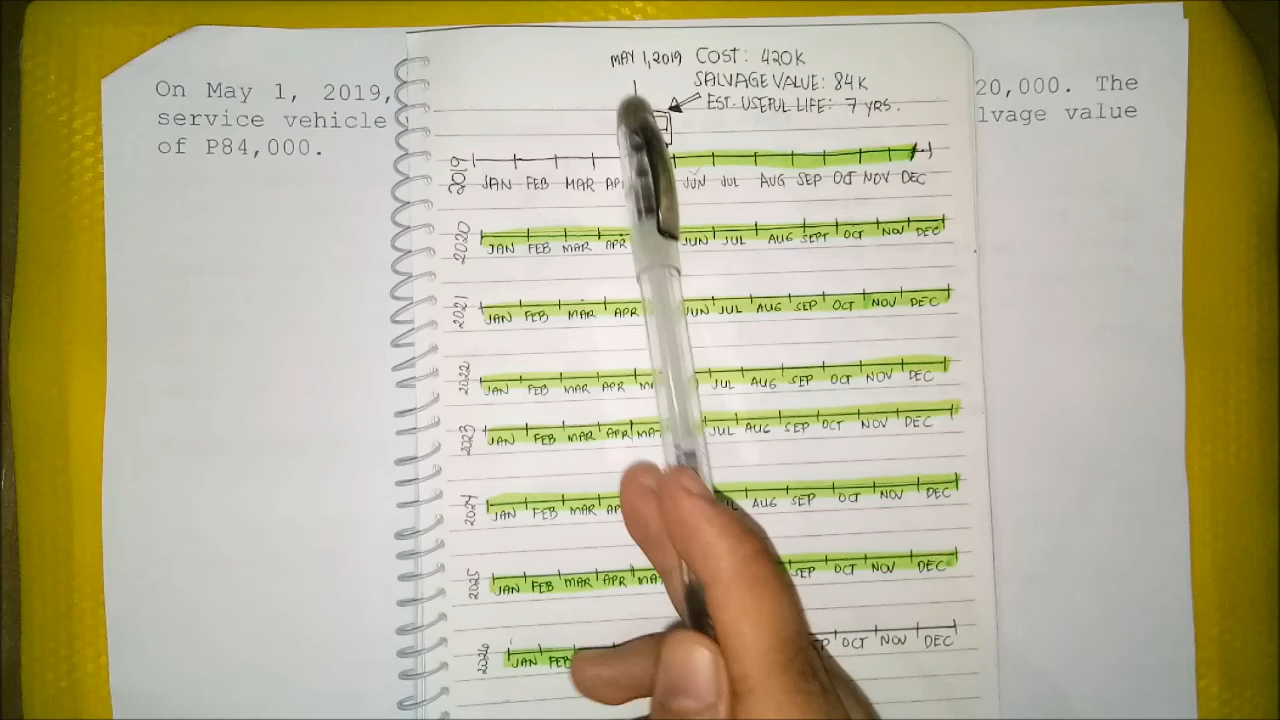 On May 1, 2019,
20,000. The
service vehicle
lvage value
of P84,000.
MAY 1, 2019 COST: 420K
SALVAGE VALUE: 84K
EST. USEFUL LIFE: 7 YRS.
2019
JAN FEB MAR APR JUN JUL AUG SEP OCT NOV DEC
2020
JAN FEB MAR APR JUN JUL AUG SEPT OCT NOV DEC
2021
JAN FEB MAR APR JUN JUL AUG SEP OCT NOV DEC
2022
JAN FEB MAR APR JUL AUG SEP OCT NOV DEC
2023
JAN FEB MAR APR MA JUL AUG SEP OCT NOV DEC
2024
JAN FEB MAR AUG SEP OCT NOV DEC
2025
JAN FEB MAR APR MA SEP OCT NOV DEC
2026
JAN FEB OCT NOV DEC